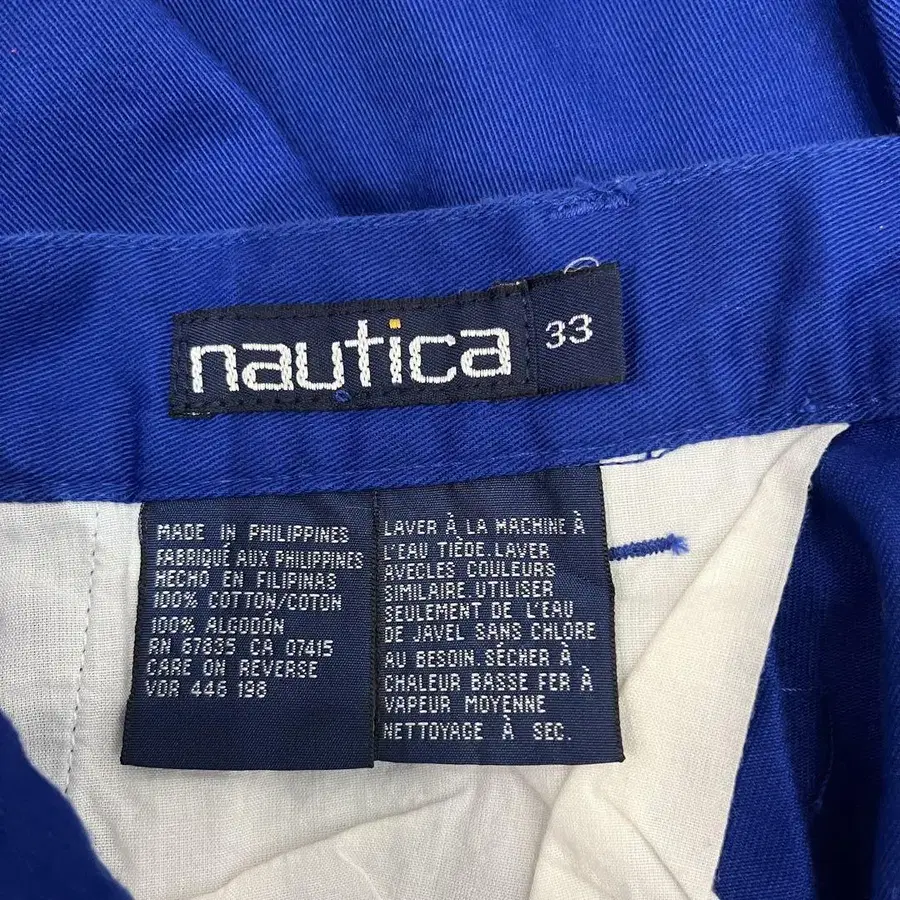 nautica
33
MADE IN PHILIPPINES
FABRIQUÉ AUX PHILIPPINES
HECHO EN FILIPINAS
100% COTTON/COTON
100% ALGODÓN
RN 67835 CA 07415
CARE ON REVERSE
VDR 446 198
LAVER À LA MACHINE À
L'EAU TIÈDE. LAVER
AVECLES COULEURS
SIMILAIRE. UTILISER
SEULEMENT DE L'EAU
DE JAVEL SANS CHLORE
AU BESOIN. SÉCHER À
CHALEUR BASSE FER À
VAPEUR MOYENNE
NETTOYAGE À SEC.